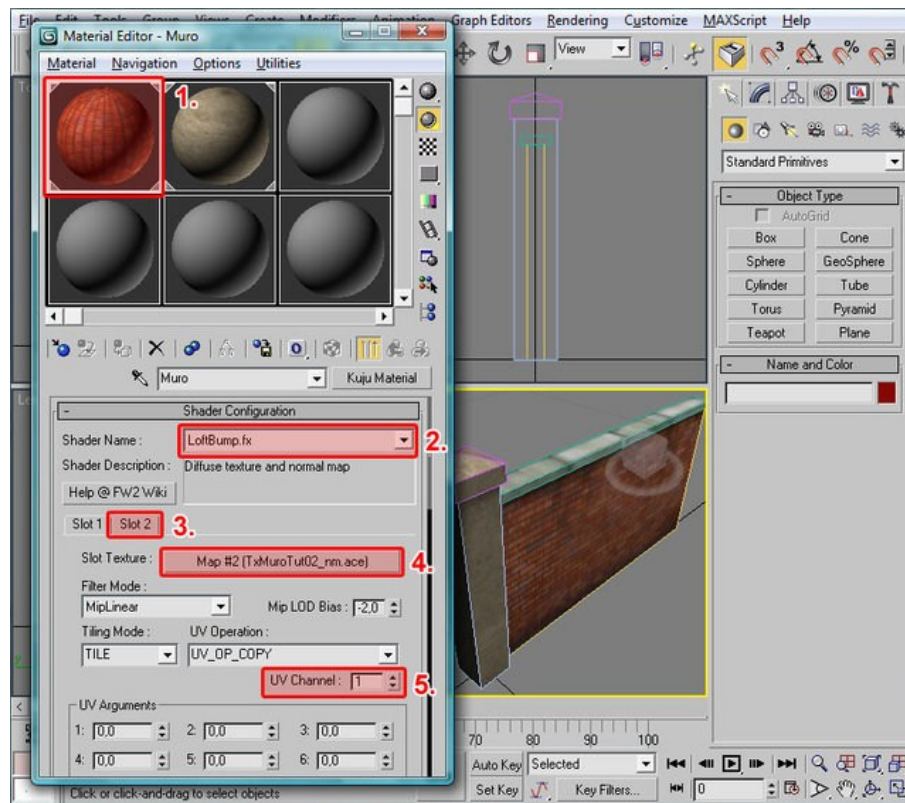 File Edit Tools Group Views Create Modifiers Animation Graph Editors Rendering Customize MAXScript Help
Material Editor - Muro
Material Navigation Options Utilities
View
1.
Standard Primitives
- Object Type
AutoGrid
Box Cone
Sphere GeoSphere
Cylinder Tube
Torus Pyramid
Teapot Plane
- Name and Color
Muro
Kuju Material
- Shader Configuration
Shader Name : LoftBump.fx 2.
Shader Description : Diffuse texture and normal map
Help @ FW2 Wiki
Slot 1 Slot 2 3.
Slot Texture : Map #2 (TxMuroTut02_nm.ace) 4.
Filter Mode :
MipLinear Mip LOD Bias : -2,0
Tiling Mode : UV Operation :
TILE UV_OP_COPY
UV Channel : 1 5.
UV Arguments
1: 0,0 2: 0,0 3: 0,0
4: 0,0 5: 0,0 6: 0,0
70 80 90 100
Auto Key Selected
Set Key Key Filters... 0
Click or click-and-drag to select objects